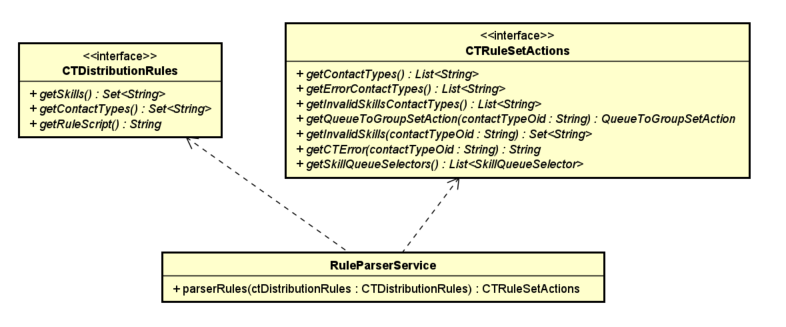 <<interface>>
CTDistributionRules
+ getSkills() : Set<String>
+ getContactTypes() : Set<String>
+ getRuleScript() : String
<<interface>>
CTRuleSetActions
+ getContactTypes() : List<String>
+ getErrorContactTypes() : List<String>
+ getInvalidSkillsContactTypes() : List<String>
+ getQueueToGroupSetAction(contactTypeOid : String) : QueueToGroupSetAction
+ getInvalidSkills(contactTypeOid : String) : Set<String>
+ getCTError(contactTypeOid : String) : String
+ getSkillQueueSelectors() : List<SkillQueueSelector>
RuleParserService
+ parserRules(ctDistributionRules : CTDistributionRules) : CTRuleSetActions